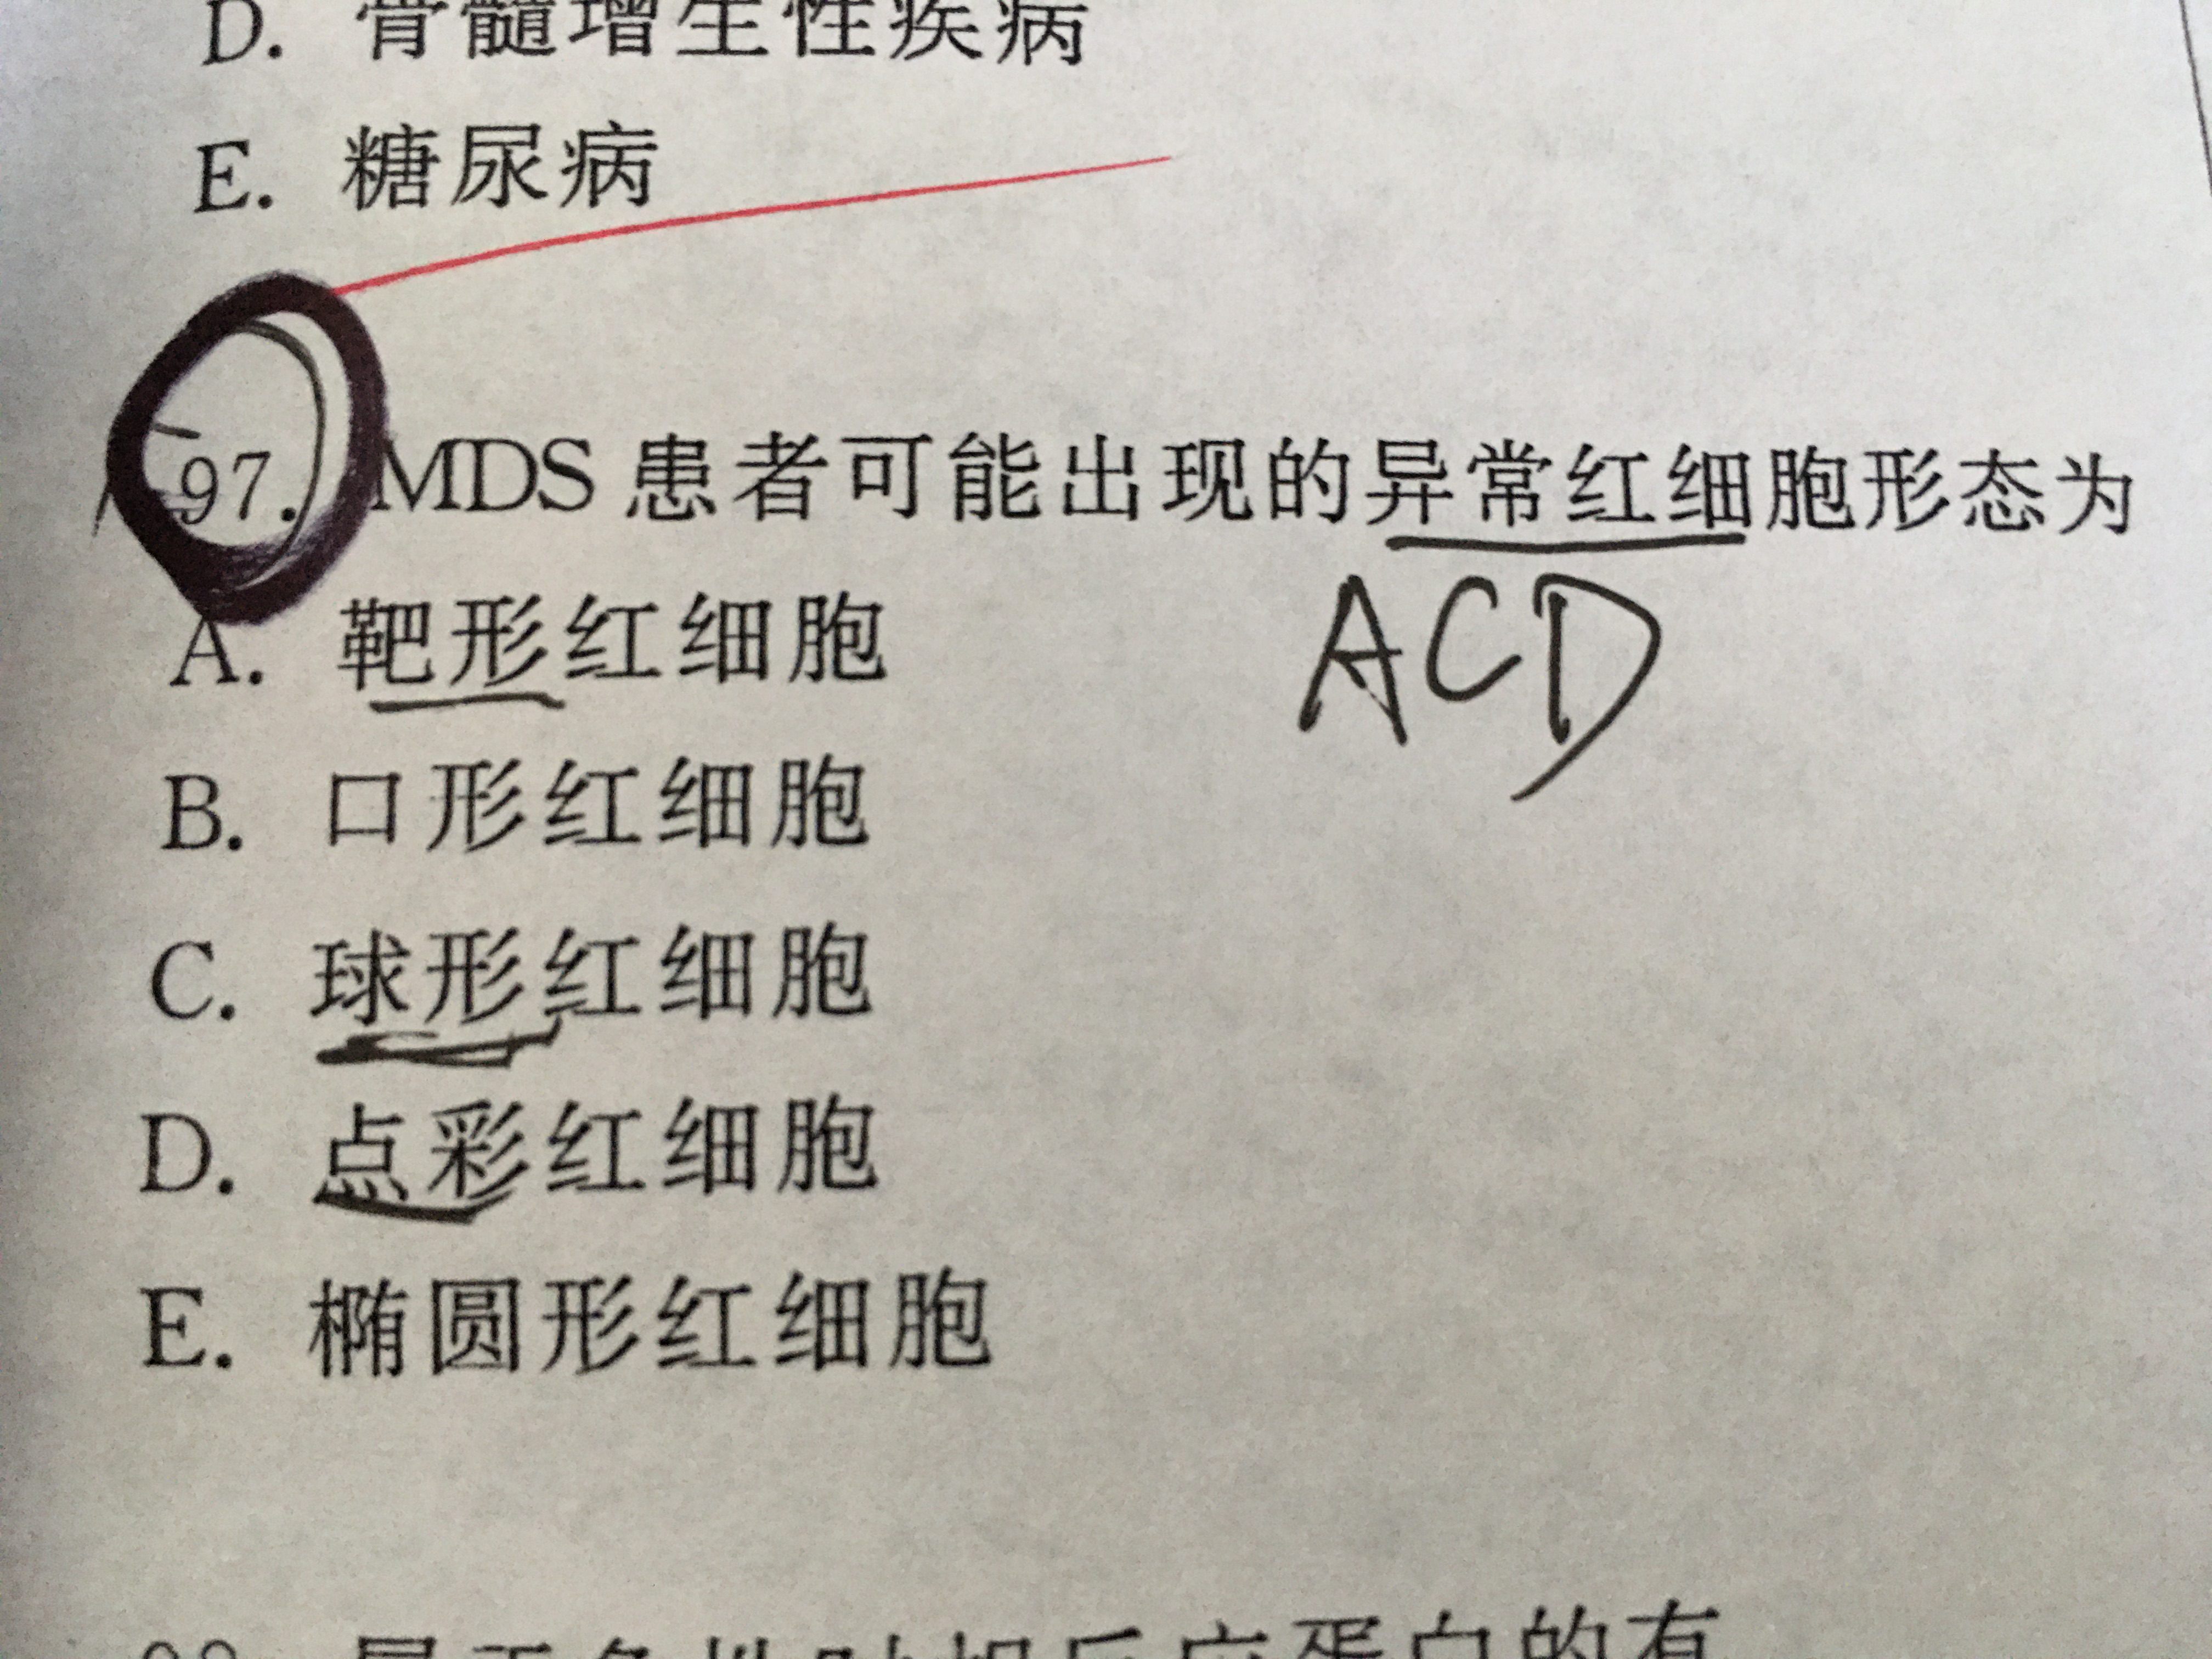 D. 骨髓增生性疾病
E. 糖尿病
97. MDS 患者可能出现的异常红细胞形态为
A. 靶形红细胞
ACD
B. 口形红细胞
C. 球形红细胞
D. 点彩红细胞
E. 椭圆形红细胞